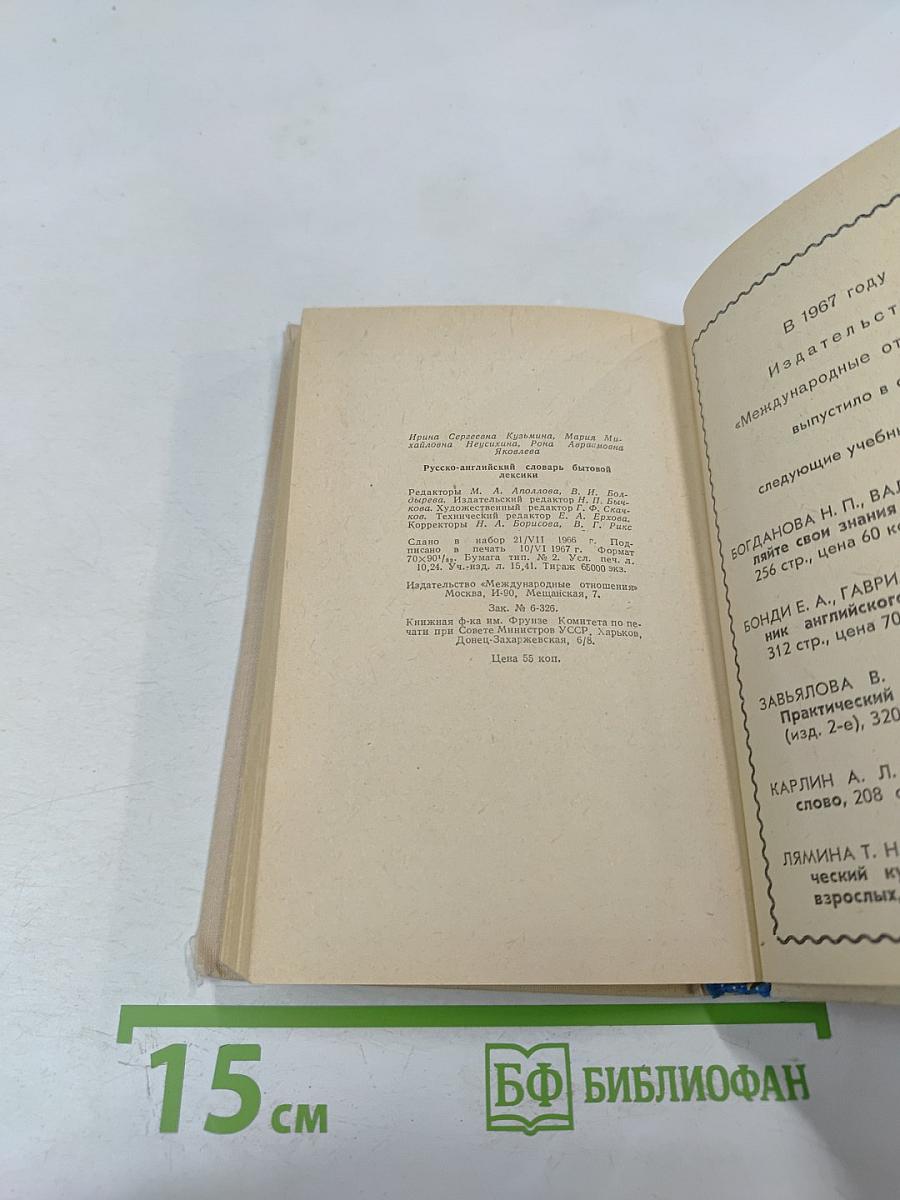 Ирина Сергеевна Кузьмина, Мария Ми-
хайловна Неусихина, Рона Авраамовна
Яковлева
Русско-английский словарь бытовой
лексики
Редакторы М. А. Аполлова, В. И. Бол-
дырева. Издательский редактор Н. П. Быч-
кова. Художественный редактор Г. Ф. Скач-
ков. Технический редактор Е. А. Ерхова.
Корректоры Н. А. Борисова, В. Г. Рикс
Сдано в набор 21/VII 1966 г. Под-
писано в печать 10/VI 1967 г. Формат
70×90¹/₃₂. Бумага тип. № 2. Усл. печ. л.
10,24. Уч.-изд. л. 15,41. Тираж 65000 экз.
Издательство «Международные отношения»
Москва, И-90, Мещанская, 7.
Зак. № 6-326.
Книжная ф-ка им. Фрунзе Комитета по пе-
чати при Совете Министров УССР, Харьков,
Донец-Захаржевская, 6/8.
Цена 55 коп.
В 1967 году
Издательст
«Международные от
выпустило в с
следующие учебн
БОГДАНОВА Н. П., ВАЛ
ляйте свои знания
256 стр., цена 60 к
БОНДИ Е. А., ГАВРИ
ник английского
312 стр., цена 70
ЗАВЬЯЛОВА В.
Практический
(изд. 2-е), 320
КАРЛИН А. Л.
слово, 208
ЛЯМИНА Т. Н
ческий ку
взрослых,
15 см
БФ БИБЛИОФАН